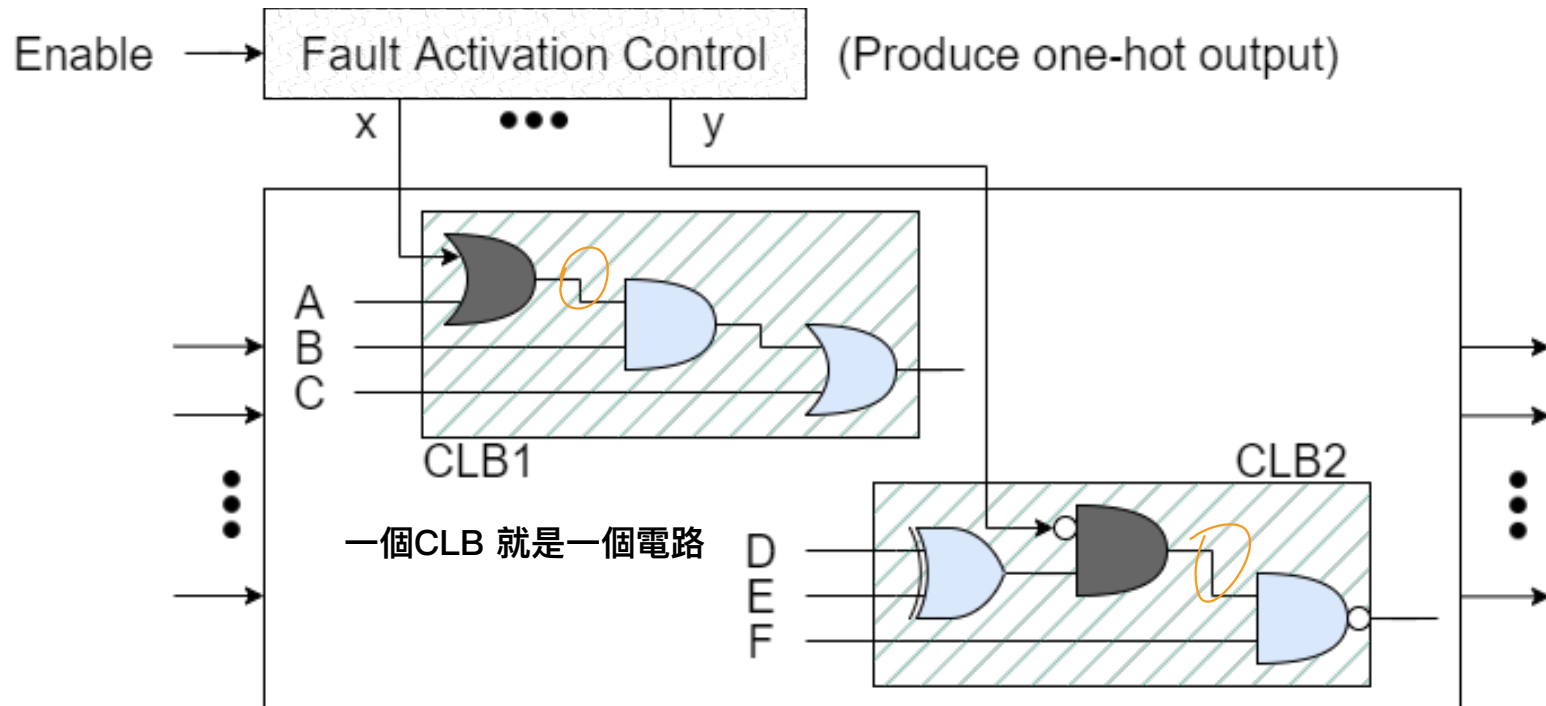 Enable
Fault Activation Control
(Produce one-hot output)
x
y
A
B
C
CLB1
CLB2
一個CLB 就是一個電路
D
E
F